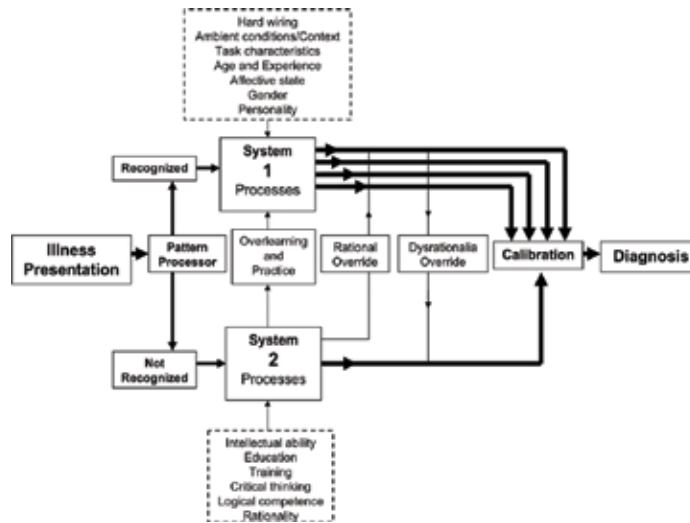 Hard wiring
Ambient conditions/Context
Task characteristics
Age and Experience
Affective state
Gender
Personality
System
1
Processes
Recognized
Illness
Presentation
Pattern
Processor
Overlearning
and
Practice
Rational
Override
Dysrationalia
Override
Calibration
Diagnosis
Not
Recognized
System
2
Processes
Intellectual ability
Education
Training
Critical thinking
Logical competence
Rationality